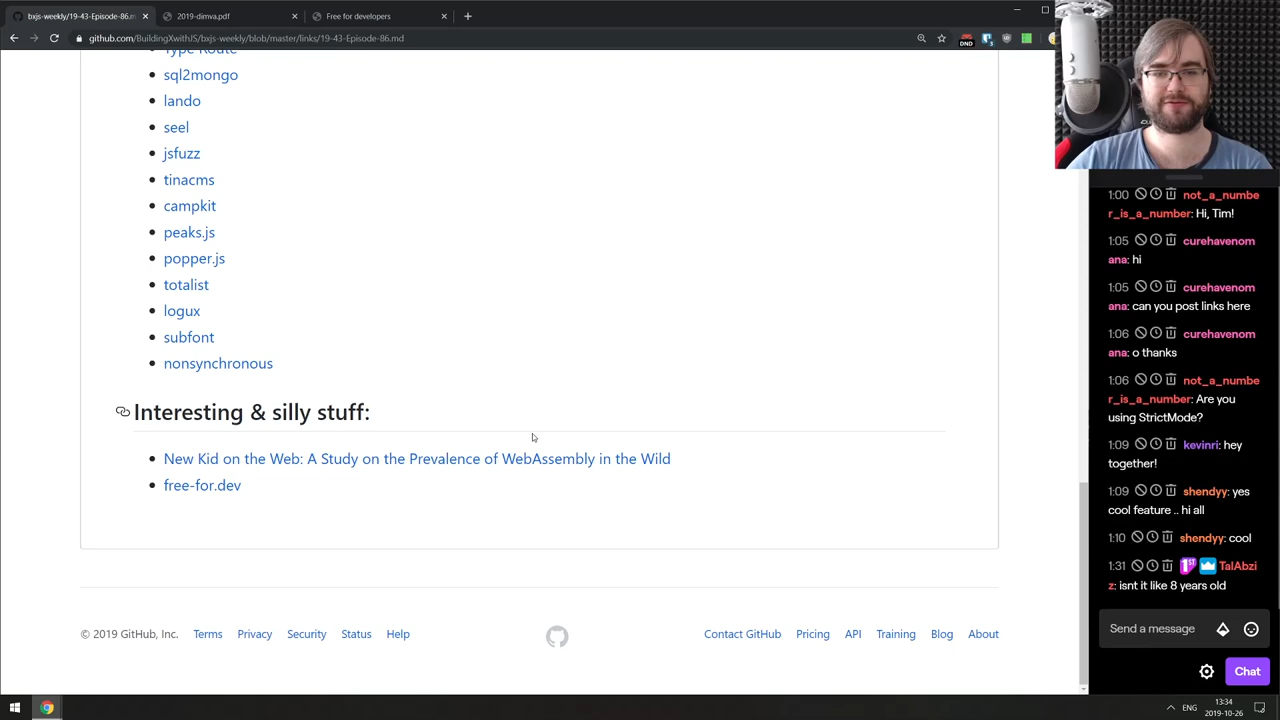 bxjs-weekly/19-43-Episode-86.m
2019-dimva.pdf
Free for developers
github.com/BuildingXwithJS/bxjs-weekly/blob/master/links/19-43-Episode-86.md
DND
Type Route
sql2mongo
lando
seel
jsfuzz
tinacms
campkit
peaks.js
popper.js
totalist
logux
subfont
nonsynchronous
Interesting & silly stuff:
New Kid on the Web: A Study on the Prevalence of WebAssembly in the Wild
free-for.dev
© 2019 GitHub, Inc. Terms Privacy Security Status Help
Contact GitHub Pricing API Training Blog About
1:00 not_a_numbe
r_is_a_number: Hi, Tim!
1:05 curehavenom
ana: hi
1:05 curehavenom
ana: can you post links here
1:06 curehavenom
ana: o thanks
1:06 not_a_numbe
r_is_a_number: Are you
using StrictMode?
1:09 kevinri: hey
together!
1:09 shendyy: yes
cool feature .. hi all
1:10 shendyy: cool
1:31 1ST TalAbzi
z: isnt it like 8 years old
Send a message
Chat
ENG
13:34
2019-10-26